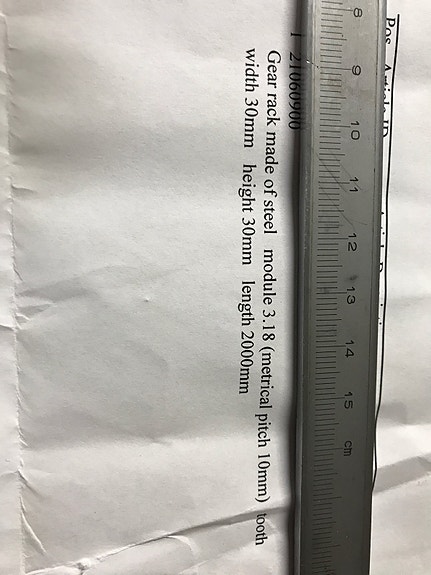 Pos
1 21060900
Gear rack made of steel module 3.18 (metrical pitch 10mm) tooth
width 30mm height 30mm length 2000mm
8 9 10 11 12 13 14 15 cm